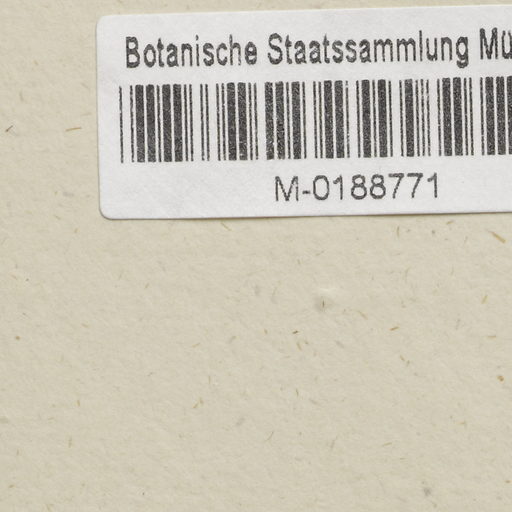 Botanische Staatssammlung Mü
M-0188771